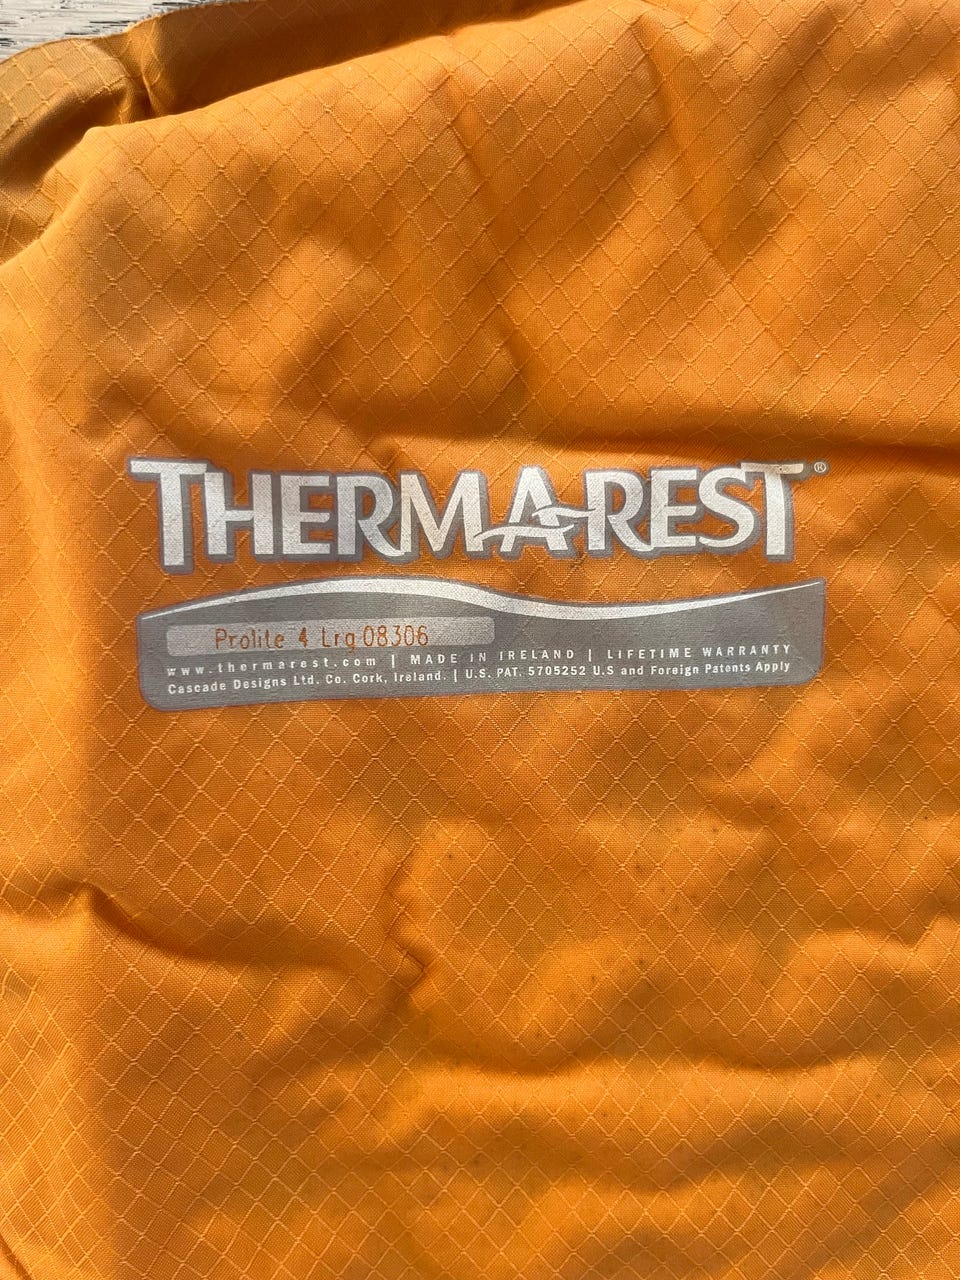 THERMAREST®
Prolite 4 Lrg 08306
www.thermarest.com | MADE IN IRELAND | LIFETIME WARRANTY
Cascade Designs Ltd. Co. Cork, Ireland. | U.S. PAT. 5705252 U.S and Foreign Patents Apply